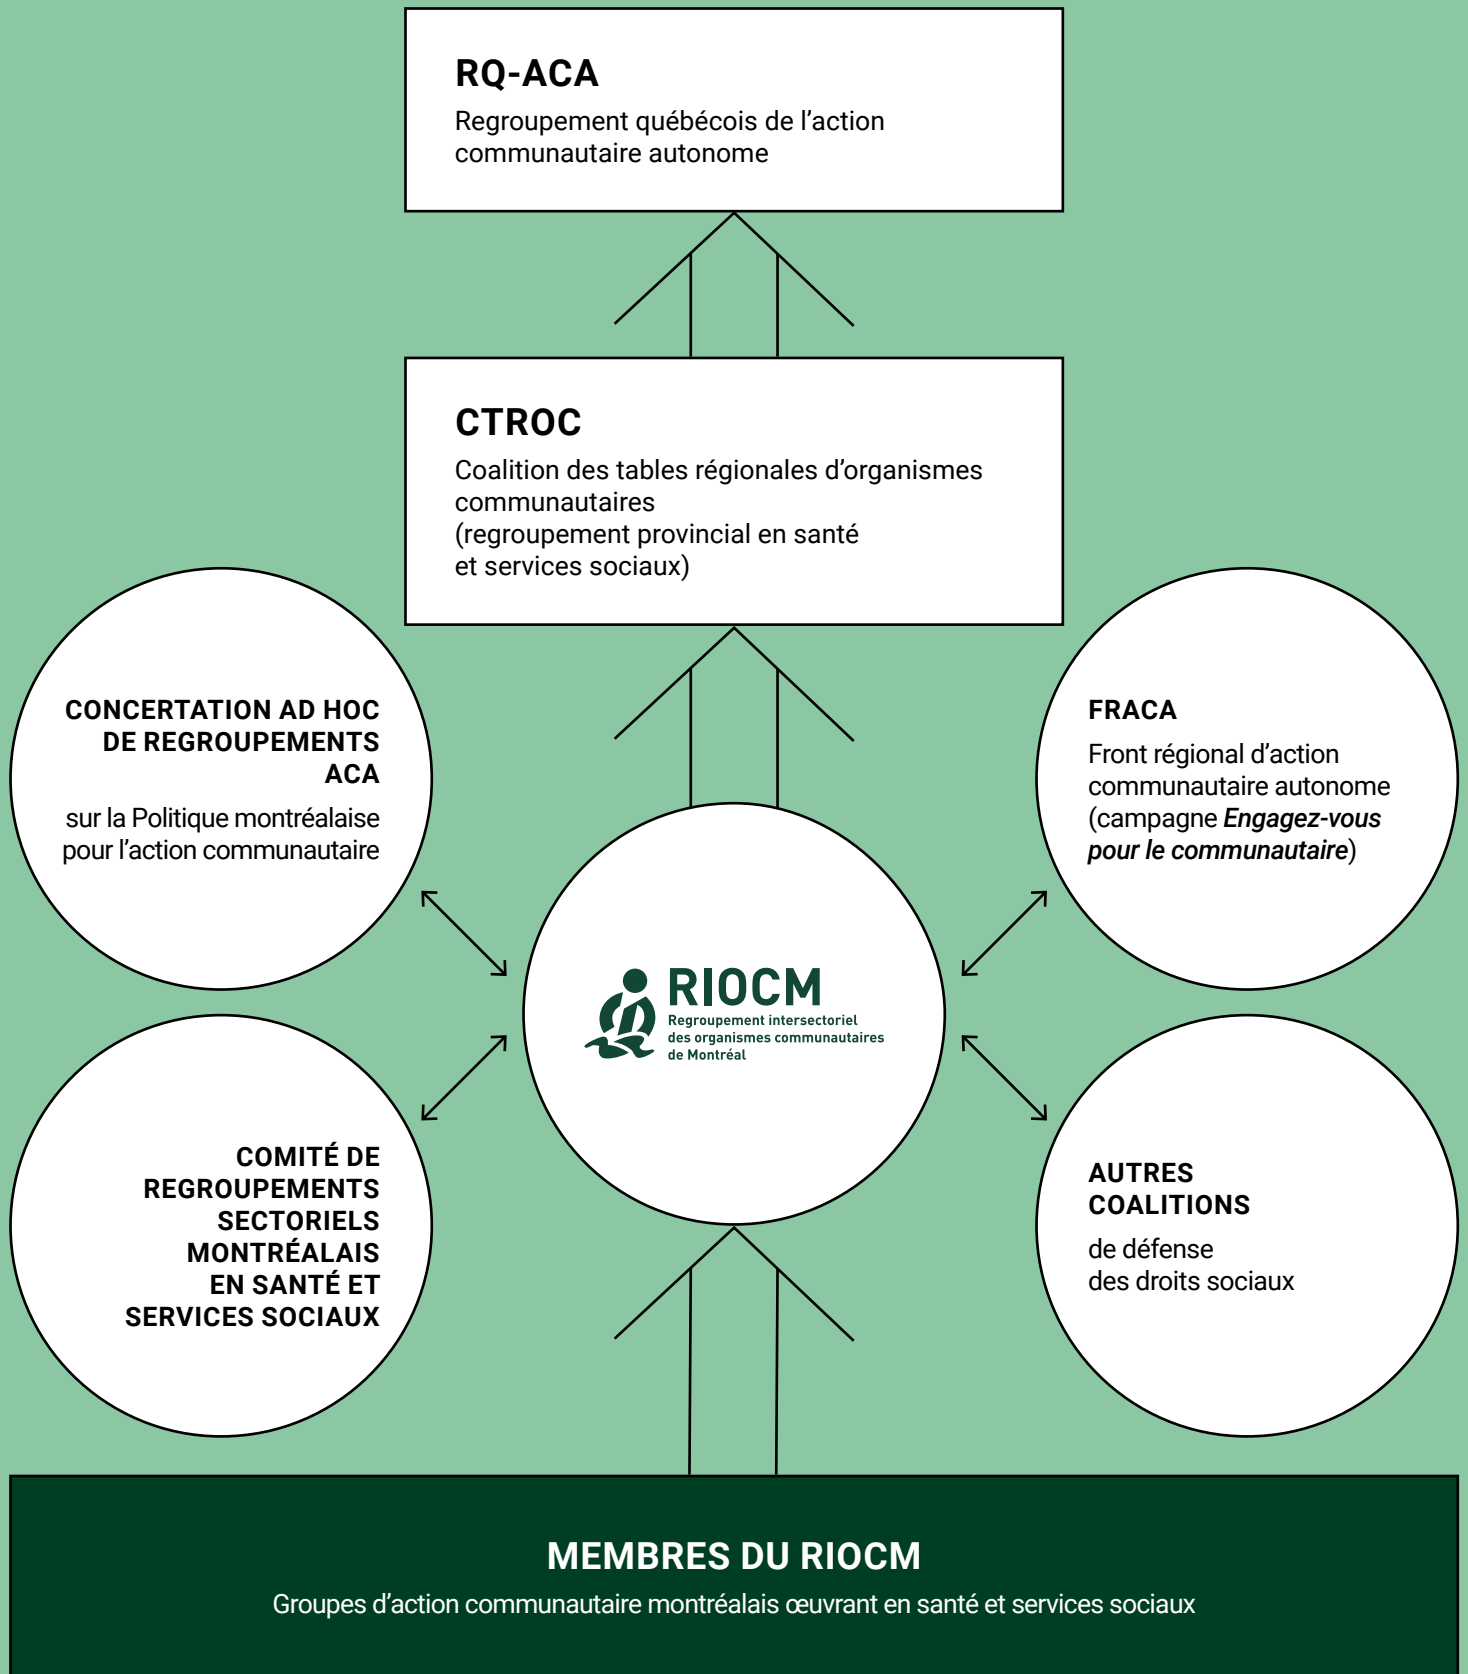 RQ-ACA
Regroupement québécois de l’action
communautaire autonome
CTROC
Coalition des tables régionales d’organismes
communautaires
(regroupement provincial en santé
et services sociaux)
CONCERTATION AD HOC
DE REGROUPEMENTS
ACA
sur la Politique montréalaise
pour l’action communautaire
FRACA
Front régional d’action
communautaire autonome
(campagne Engagez-vous
pour le communautaire)
RIOCM
Regroupement intersectoriel
des organismes communautaires
de Montréal
COMITÉ DE
REGROUPEMENTS
SECTORIELS
MONTRÉALAIS
EN SANTÉ ET
SERVICES SOCIAUX
AUTRES
COALITIONS
de défense
des droits sociaux
MEMBRES DU RIOCM
Groupes d’action communautaire montréalais œuvrant en santé et services sociaux